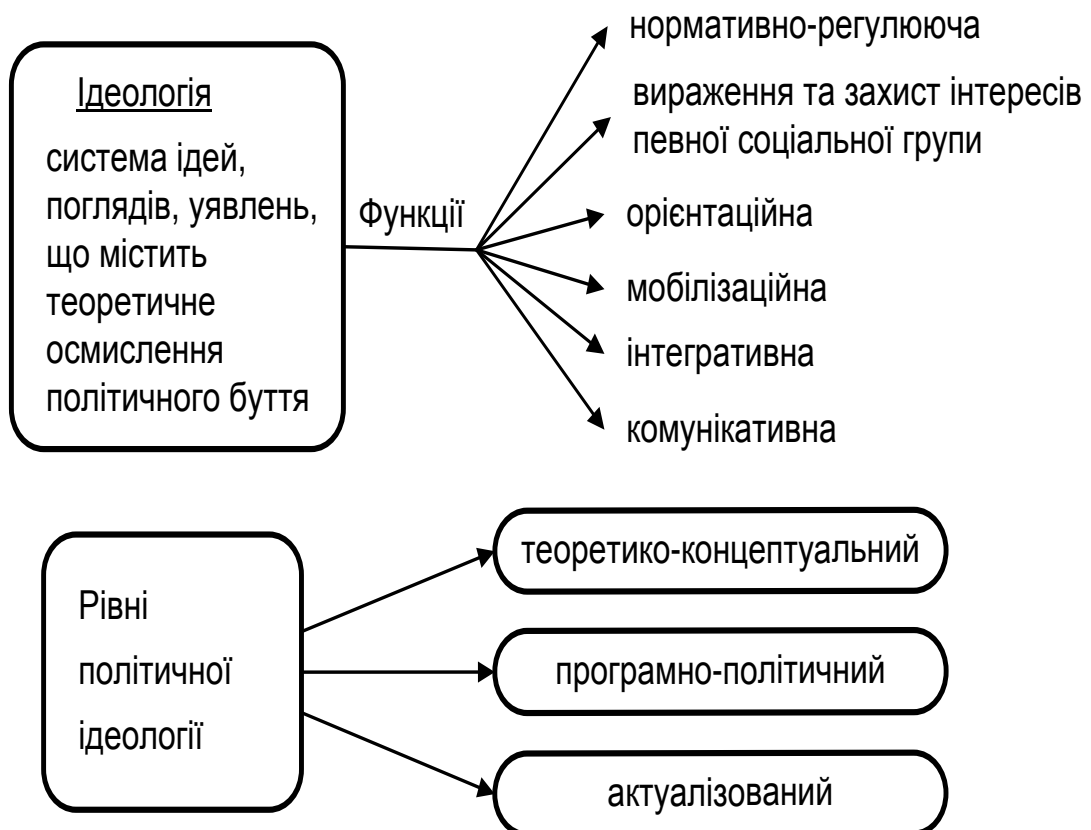 Ідеологія
система ідей,
поглядів, уявлень,
що містить
теоретичне
осмислення
політичного буття
Функції
нормативно-регулююча
вираження та захист інтересів
певної соціальної групи
орієнтаційна
мобілізаційна
інтегративна
комунікативна
Рівні
політичної
ідеології
теоретико-концептуальний
програмно-політичний
актуалізований